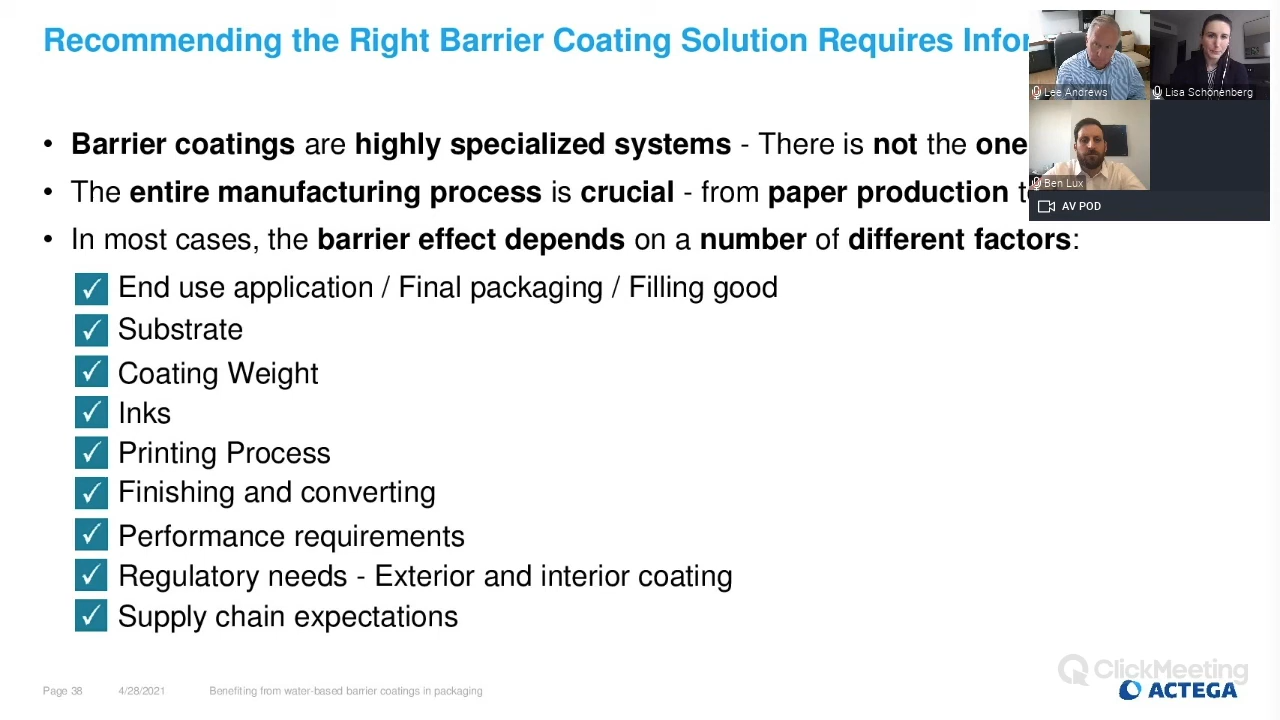 Recommending the Right Barrier Coating Solution Requires
• Barrier coatings are highly specialized systems - There is not the one
• The entire manufacturing process is crucial - from paper production
• In most cases, the barrier effect depends on a number of different factors:
✓ End use application / Final packaging / Filling good
✓ Substrate
✓ Coating Weight
✓ Inks
✓ Printing Process
✓ Finishing and converting
✓ Performance requirements
✓ Regulatory needs - Exterior and interior coating
✓ Supply chain expectations
Lee Andrews
Lisa Schönenberg
Ben Lux
AV POD
Page 38
4/28/2021
Benefiting from water-based barrier coatings in packaging
ClickMeeting
ACTEGA